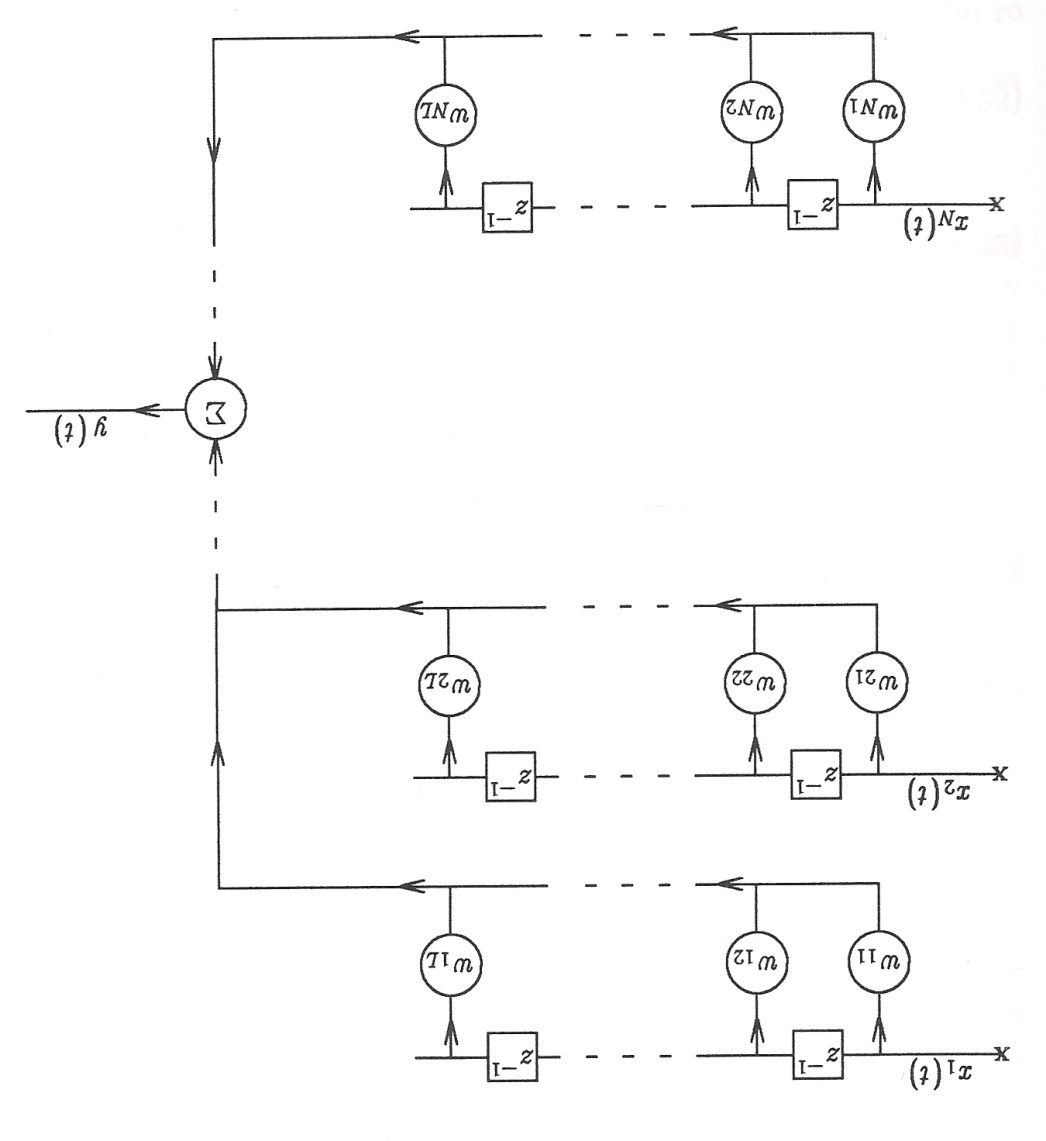 x₁(t) z⁻¹ z⁻¹
w₁₁ w₁₂ w₁L
x₂(t) z⁻¹ z⁻¹
w₂₁ w₂₂ w₂L
Σ y(t)
xN(t) z⁻¹ z⁻¹
wN1 wN2 wNL